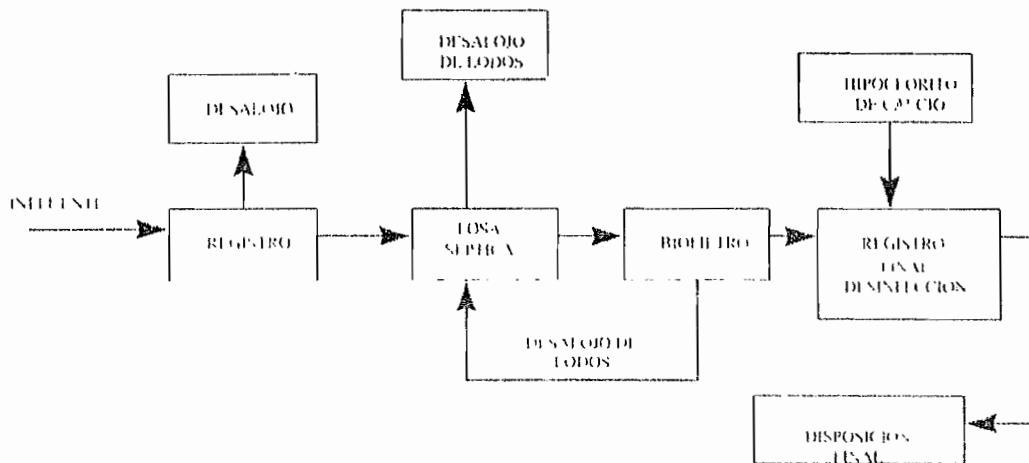 DESALOJO
DE LODOS
DESALOJO
HIPOCLORITO
DE CALCIO
INFLUENTE
REGISTRO
FOSA
SEPTICA
BIOFILTRO
REGISTRO
FINAL
DESINFECCION
DESALOJO DE
LODOS
DISPOSICION
FINAL